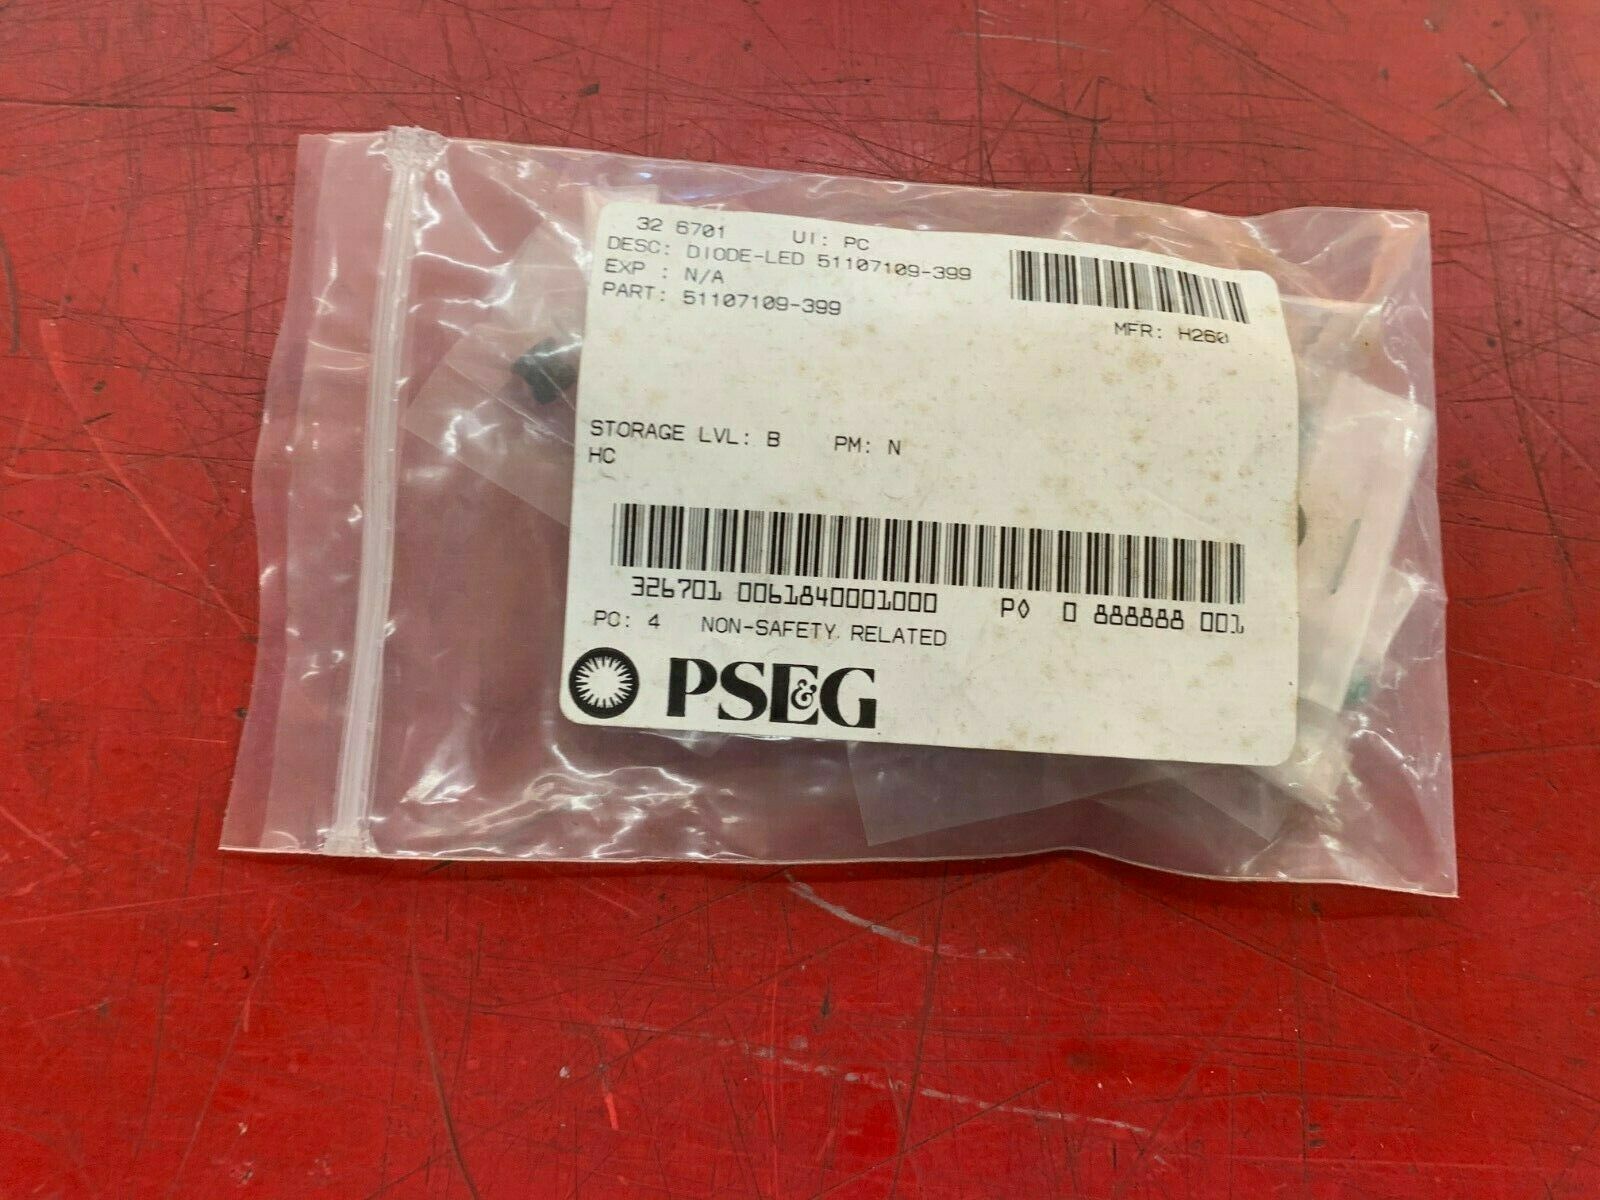 32 6701 UI: PC
DESC: DIODE-LED 51107109-399
EXP : N/A
PART: 51107109-399
MFR: H260
STORAGE LVL: B PM: N
HC
326701 0061840001000 P◊ 0 888888 001
PC: 4 NON-SAFETY RELATED
PSE&G